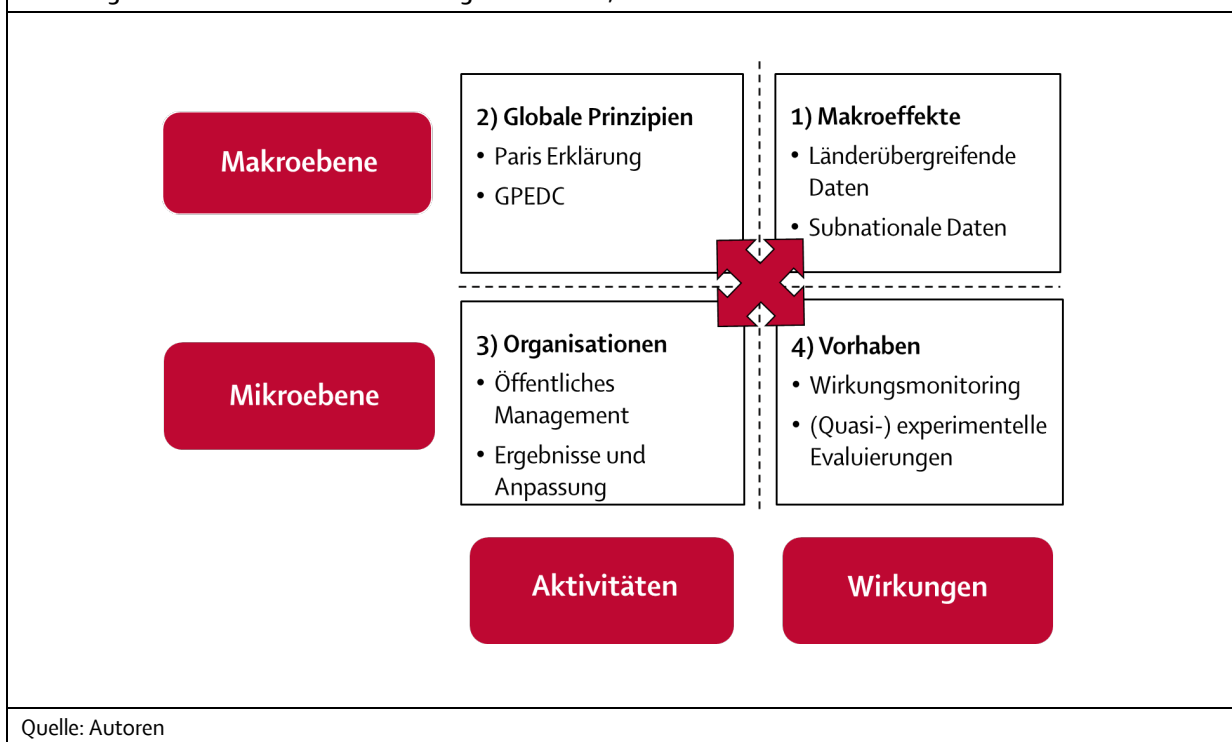 Makroebene
2) Globale Prinzipien
• Paris Erklärung
• GPEDC
1) Makroeffekte
• Länderübergreifende
Daten
• Subnationale Daten
Mikroebene
3) Organisationen
• Öffentliches
Management
• Ergebnisse und
Anpassung
4) Vorhaben
• Wirkungsmonitoring
• (Quasi-) experimentelle
Evaluierungen
Aktivitäten
Wirkungen
Quelle: Autoren